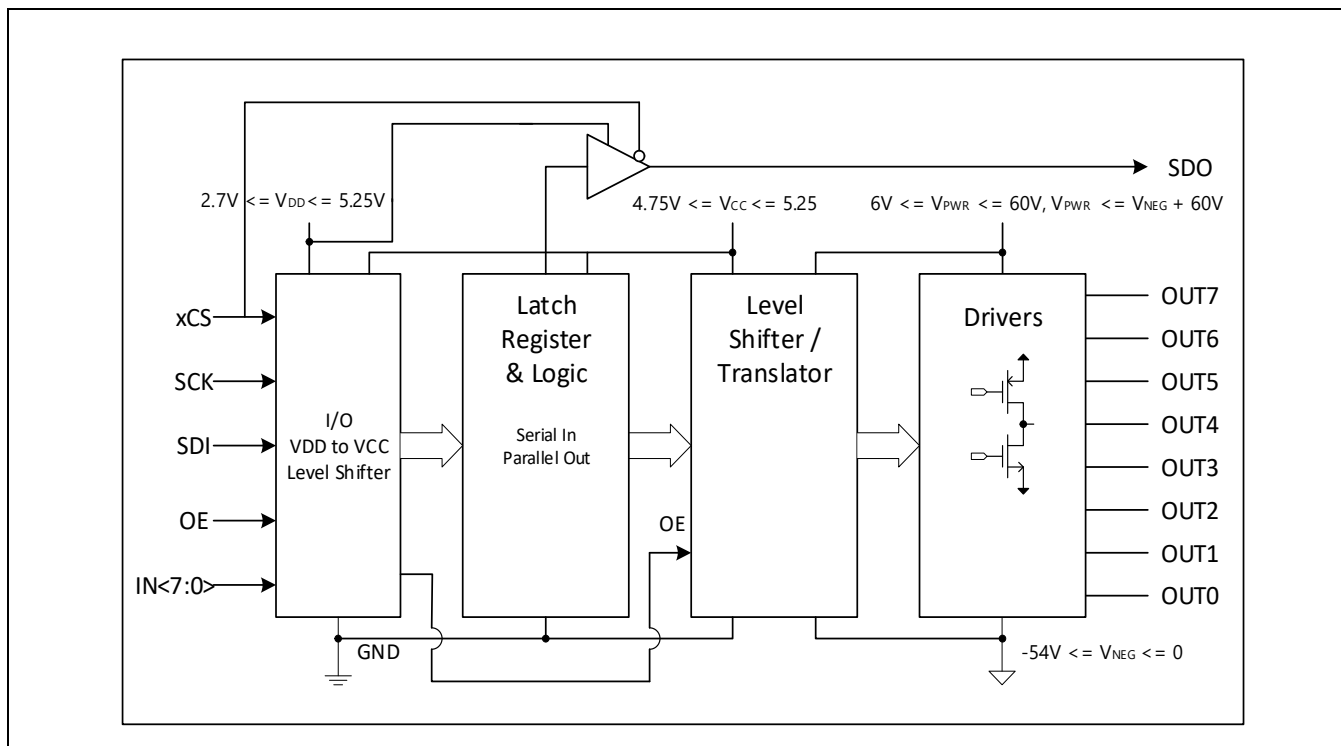 SDO
2.7V <= VDD <= 5.25V
4.75V <= VCC <= 5.25
6V <= VPWR <= 60V, VPWR <= VNEG + 60V
xCS
SCK
SDI
OE
IN<7:0>
I/O
VDD to VCC
Level Shifter
Latch
Register
& Logic
Serial In
Parallel Out
Level
Shifter /
Translator
OE
Drivers
OUT7
OUT6
OUT5
OUT4
OUT3
OUT2
OUT1
OUT0
GND
-54V <= VNEG <= 0